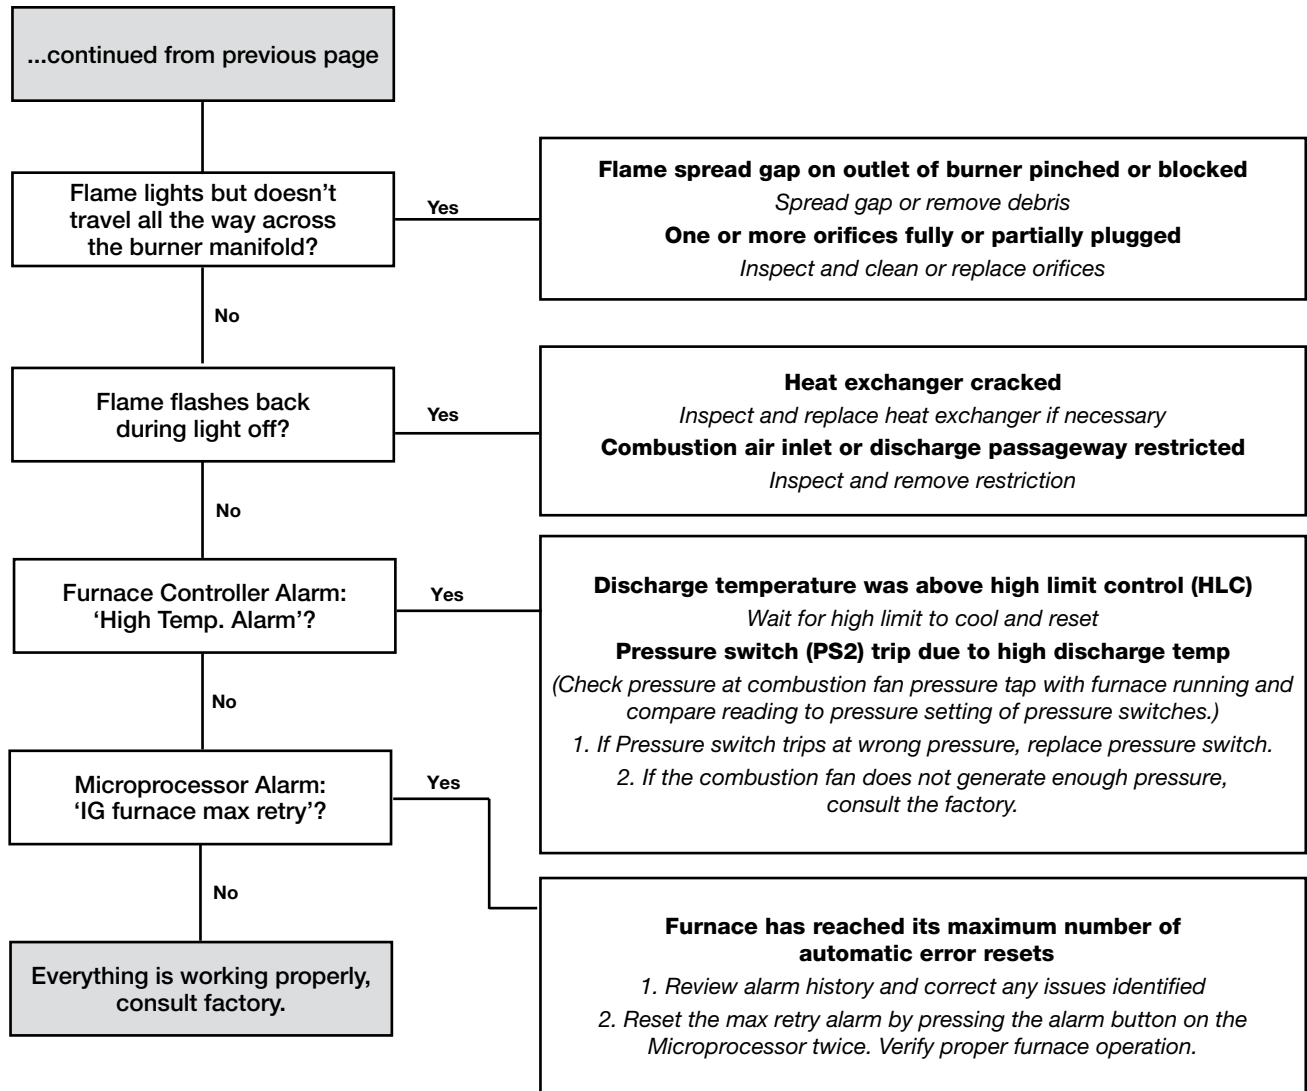 ...continued from previous page
Flame lights but doesn’t
travel all the way across
the burner manifold?
Yes
Flame spread gap on outlet of burner pinched or blocked
Spread gap or remove debris
One or more orifices fully or partially plugged
Inspect and clean or replace orifices
No
Flame flashes back
during light off?
Yes
Heat exchanger cracked
Inspect and replace heat exchanger if necessary
Combustion air inlet or discharge passageway restricted
Inspect and remove restriction
No
Furnace Controller Alarm:
‘High Temp. Alarm’?
Yes
Discharge temperature was above high limit control (HLC)
Wait for high limit to cool and reset
Pressure switch (PS2) trip due to high discharge temp
(Check pressure at combustion fan pressure tap with furnace running and
compare reading to pressure setting of pressure switches.)
1. If Pressure switch trips at wrong pressure, replace pressure switch.
2. If the combustion fan does not generate enough pressure,
consult the factory.
No
Microprocessor Alarm:
‘IG furnace max retry’?
Yes
Furnace has reached its maximum number of
automatic error resets
1. Review alarm history and correct any issues identified
2. Reset the max retry alarm by pressing the alarm button on the
Microprocessor twice. Verify proper furnace operation.
No
Everything is working properly,
consult factory.